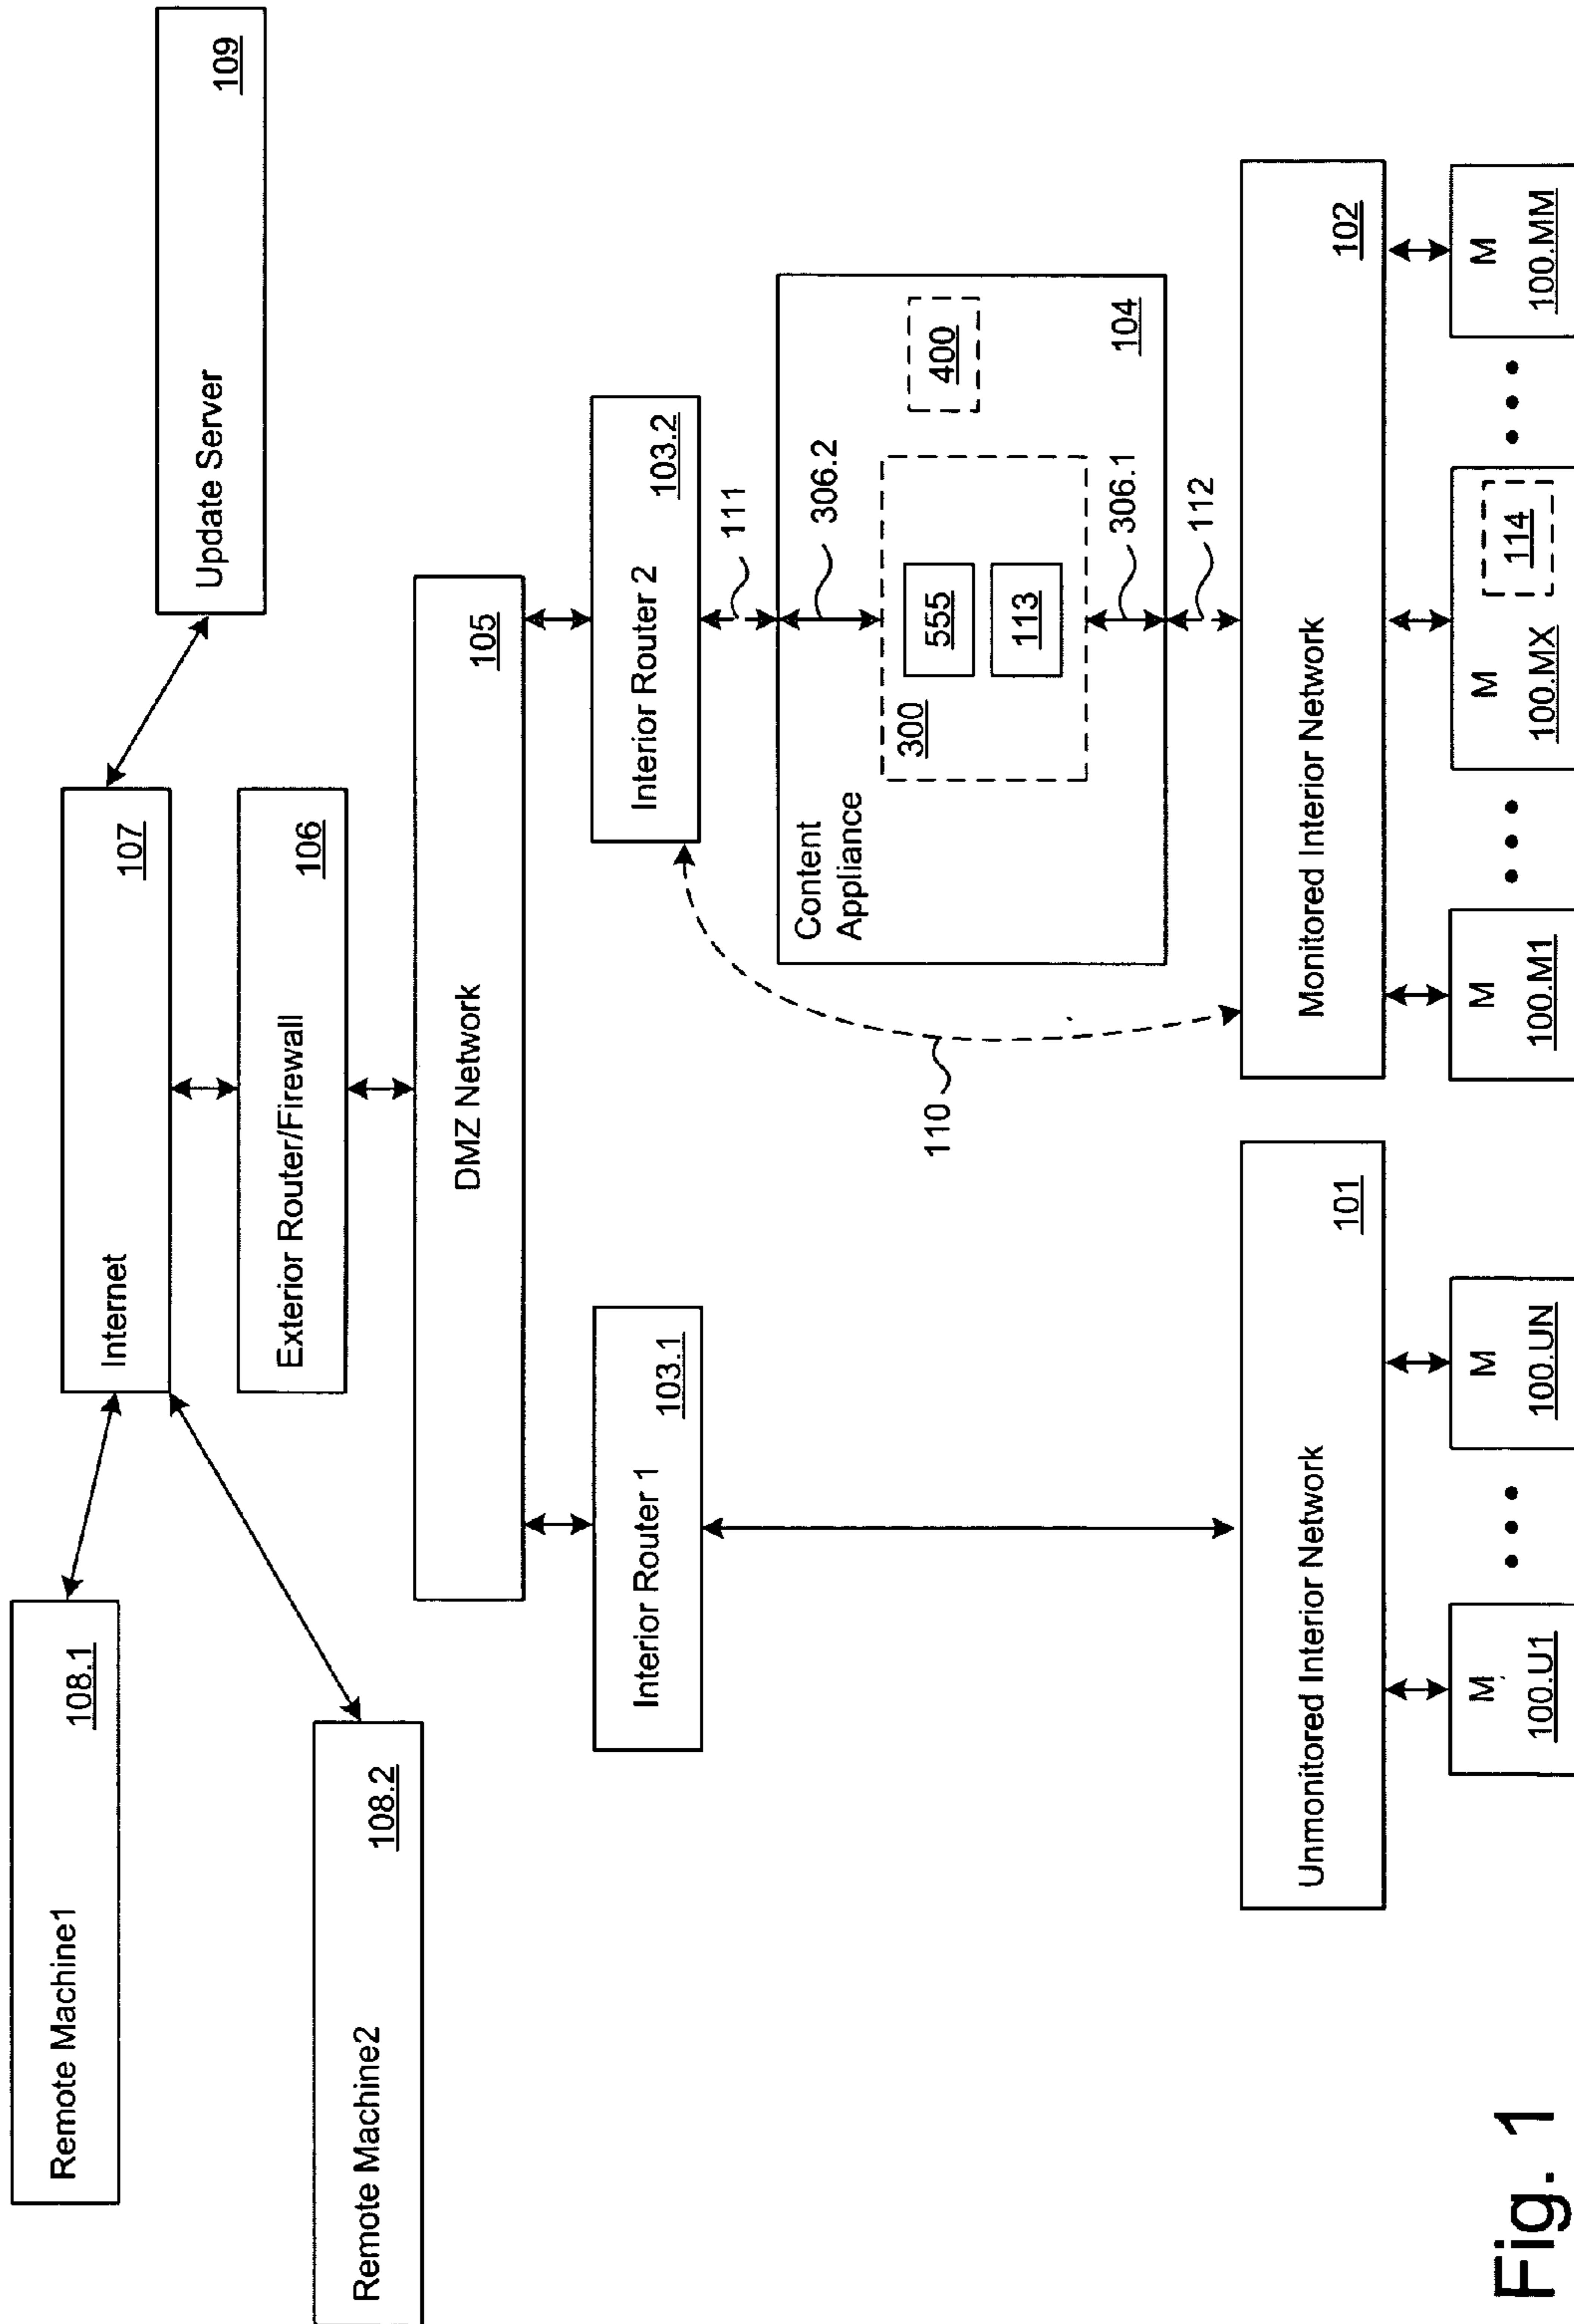 Remote Machine1
108.1
Remote Machine2
108.2
Internet
107
Update Server
109
Exterior Router/Firewall
106
DMZ Network
105
Interior Router 1
103.1
Interior Router 2
103.2
111
110
Content
Appliance
306.2
300
555
113
400
306.1
104
112
Unmonitored Interior Network
101
Monitored Interior Network
102
M
100.U1
M
100.UN
M
100.M1
M
100.MX
114
M
100.MM
Fig. 1